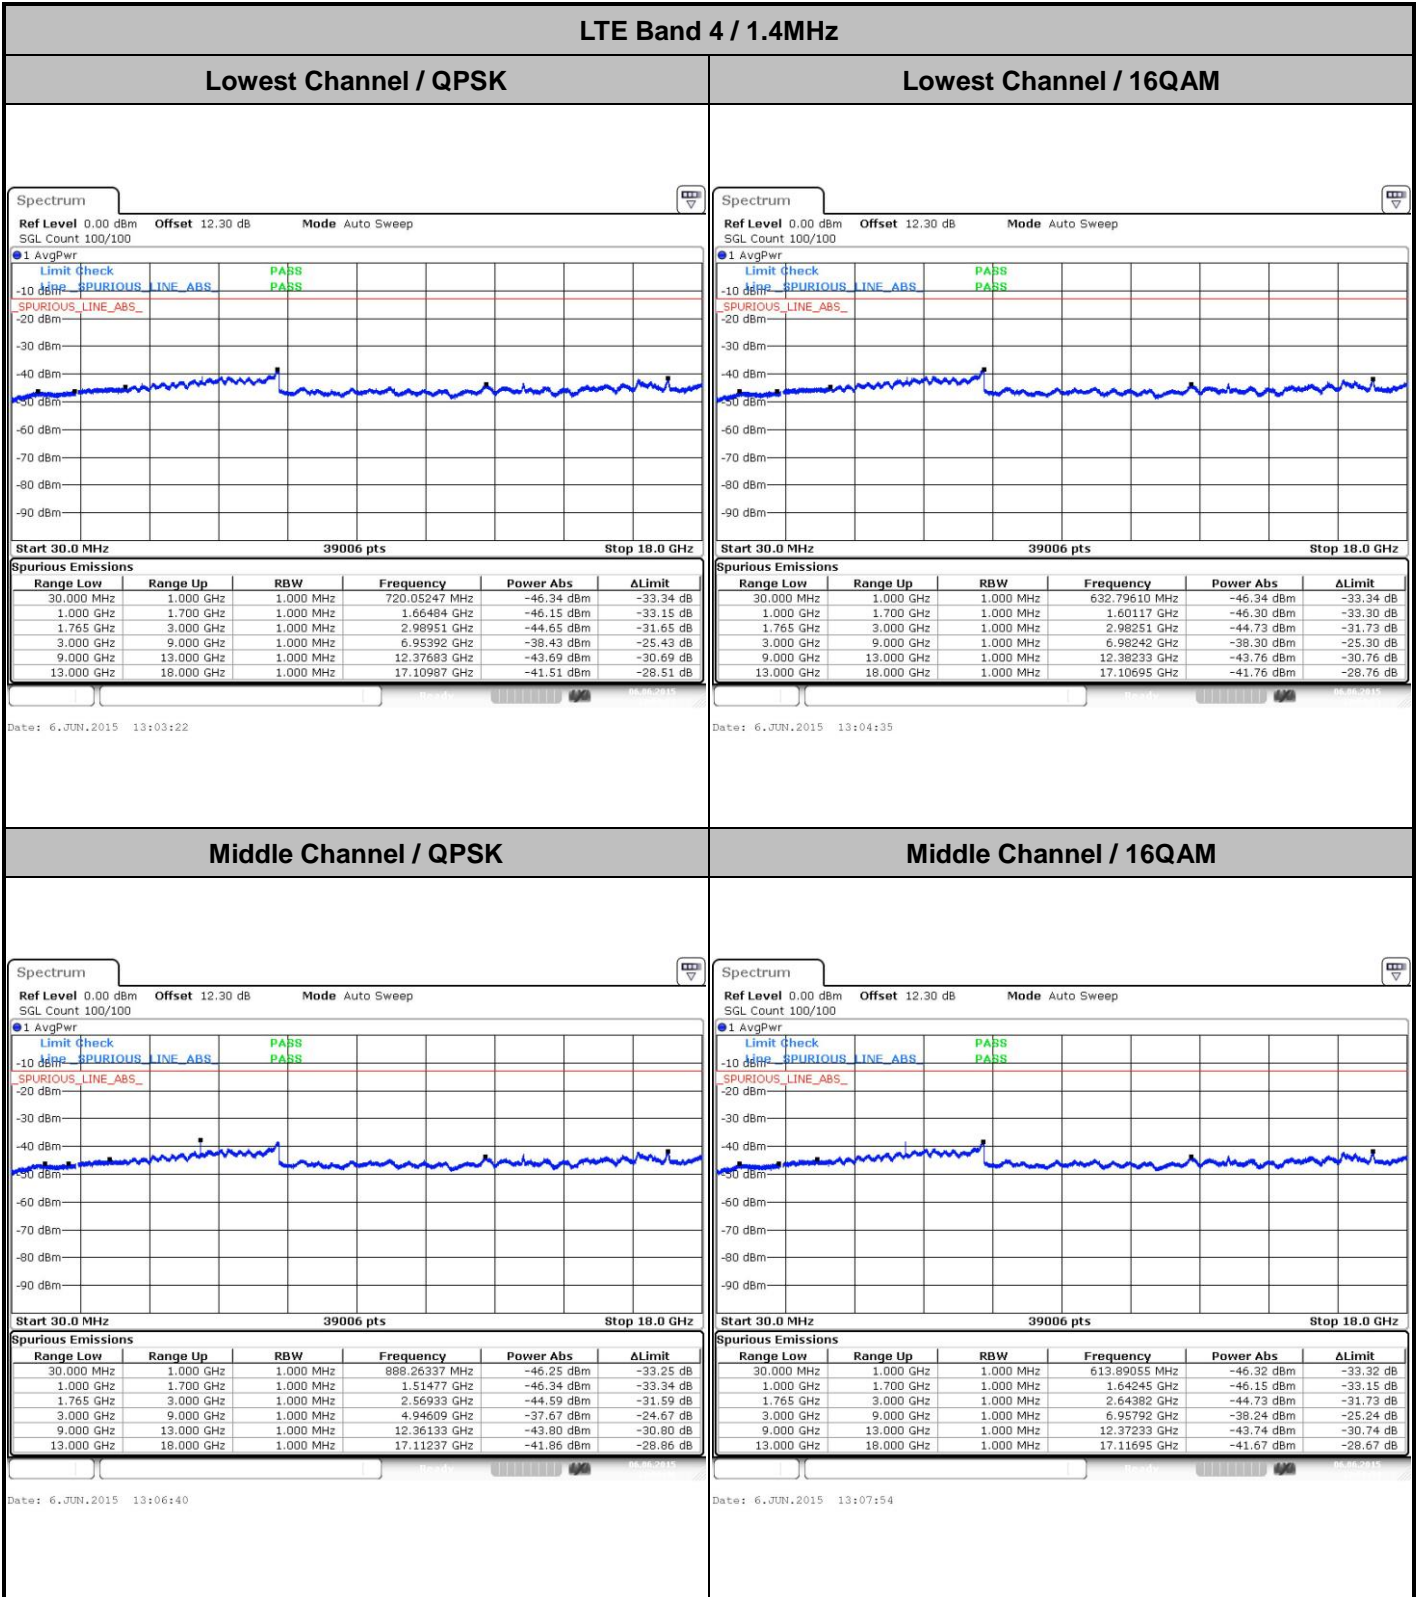 LTE Band 4 / 1.4MHz
Lowest Channel / QPSK
Lowest Channel / 16QAM
Spectrum
Ref Level 0.00 dBm Offset 12.30 dB Mode Auto Sweep
SGL Count 100/100
1 AvgPwr
Limit Check PASS
Line _SPURIOUS_LINE_ABS_ PASS
-10 dBm
_SPURIOUS_LINE_ABS_
-20 dBm
-30 dBm
-40 dBm
-50 dBm
-60 dBm
-70 dBm
-80 dBm
-90 dBm
Start 30.0 MHz 39006 pts Stop 18.0 GHz
Spurious Emissions
Range Low Range Up RBW Frequency Power Abs ΔLimit
30.000 MHz 1.000 GHz 1.000 MHz 720.05247 MHz -46.34 dBm -33.34 dB
1.000 GHz 1.700 GHz 1.000 MHz 1.66484 GHz -46.15 dBm -33.15 dB
1.765 GHz 3.000 GHz 1.000 MHz 2.98951 GHz -44.65 dBm -31.65 dB
3.000 GHz 9.000 GHz 1.000 MHz 6.95392 GHz -38.43 dBm -25.43 dB
9.000 GHz 13.000 GHz 1.000 MHz 12.37683 GHz -43.69 dBm -30.69 dB
13.000 GHz 18.000 GHz 1.000 MHz 17.10987 GHz -41.51 dBm -28.51 dB
Ready 06.06.2015
Date: 6.JUN.2015 13:03:22
Spectrum
Ref Level 0.00 dBm Offset 12.30 dB Mode Auto Sweep
SGL Count 100/100
1 AvgPwr
Limit Check PASS
Line _SPURIOUS_LINE_ABS_ PASS
-10 dBm
_SPURIOUS_LINE_ABS_
-20 dBm
-30 dBm
-40 dBm
-50 dBm
-60 dBm
-70 dBm
-80 dBm
-90 dBm
Start 30.0 MHz 39006 pts Stop 18.0 GHz
Spurious Emissions
Range Low Range Up RBW Frequency Power Abs ΔLimit
30.000 MHz 1.000 GHz 1.000 MHz 632.79610 MHz -46.34 dBm -33.34 dB
1.000 GHz 1.700 GHz 1.000 MHz 1.60117 GHz -46.30 dBm -33.30 dB
1.765 GHz 3.000 GHz 1.000 MHz 2.98251 GHz -44.73 dBm -31.73 dB
3.000 GHz 9.000 GHz 1.000 MHz 6.98242 GHz -38.30 dBm -25.30 dB
9.000 GHz 13.000 GHz 1.000 MHz 12.38233 GHz -43.76 dBm -30.76 dB
13.000 GHz 18.000 GHz 1.000 MHz 17.10695 GHz -41.76 dBm -28.76 dB
Ready 06.06.2015
Date: 6.JUN.2015 13:04:35
Middle Channel / QPSK
Middle Channel / 16QAM
Spectrum
Ref Level 0.00 dBm Offset 12.30 dB Mode Auto Sweep
SGL Count 100/100
1 AvgPwr
Limit Check PASS
Line _SPURIOUS_LINE_ABS_ PASS
-10 dBm
_SPURIOUS_LINE_ABS_
-20 dBm
-30 dBm
-40 dBm
-50 dBm
-60 dBm
-70 dBm
-80 dBm
-90 dBm
Start 30.0 MHz 39006 pts Stop 18.0 GHz
Spurious Emissions
Range Low Range Up RBW Frequency Power Abs ΔLimit
30.000 MHz 1.000 GHz 1.000 MHz 888.26337 MHz -46.25 dBm -33.25 dB
1.000 GHz 1.700 GHz 1.000 MHz 1.51477 GHz -46.34 dBm -33.34 dB
1.765 GHz 3.000 GHz 1.000 MHz 2.56933 GHz -44.59 dBm -31.59 dB
3.000 GHz 9.000 GHz 1.000 MHz 4.94609 GHz -37.67 dBm -24.67 dB
9.000 GHz 13.000 GHz 1.000 MHz 12.36133 GHz -43.80 dBm -30.80 dB
13.000 GHz 18.000 GHz 1.000 MHz 17.11237 GHz -41.86 dBm -28.86 dB
Ready 06.06.2015
Date: 6.JUN.2015 13:06:40
Spectrum
Ref Level 0.00 dBm Offset 12.30 dB Mode Auto Sweep
SGL Count 100/100
1 AvgPwr
Limit Check PASS
Line _SPURIOUS_LINE_ABS_ PASS
-10 dBm
_SPURIOUS_LINE_ABS_
-20 dBm
-30 dBm
-40 dBm
-50 dBm
-60 dBm
-70 dBm
-80 dBm
-90 dBm
Start 30.0 MHz 39006 pts Stop 18.0 GHz
Spurious Emissions
Range Low Range Up RBW Frequency Power Abs ΔLimit
30.000 MHz 1.000 GHz 1.000 MHz 613.89055 MHz -46.32 dBm -33.32 dB
1.000 GHz 1.700 GHz 1.000 MHz 1.64245 GHz -46.15 dBm -33.15 dB
1.765 GHz 3.000 GHz 1.000 MHz 2.64382 GHz -44.73 dBm -31.73 dB
3.000 GHz 9.000 GHz 1.000 MHz 6.95792 GHz -38.24 dBm -25.24 dB
9.000 GHz 13.000 GHz 1.000 MHz 12.37233 GHz -43.74 dBm -30.74 dB
13.000 GHz 18.000 GHz 1.000 MHz 17.11695 GHz -41.67 dBm -28.67 dB
Ready 06.06.2015
Date: 6.JUN.2015 13:07:54